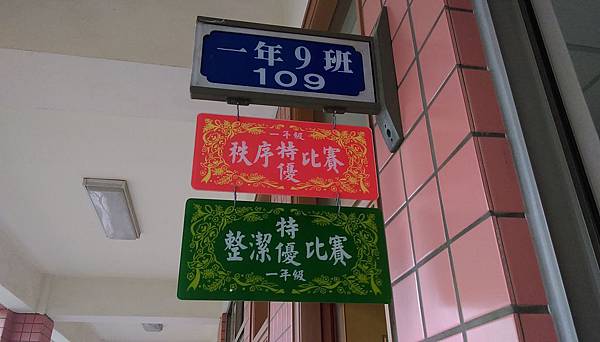 一年9班
109
一年級
秩序特優比賽
特
整潔優比賽
一年級